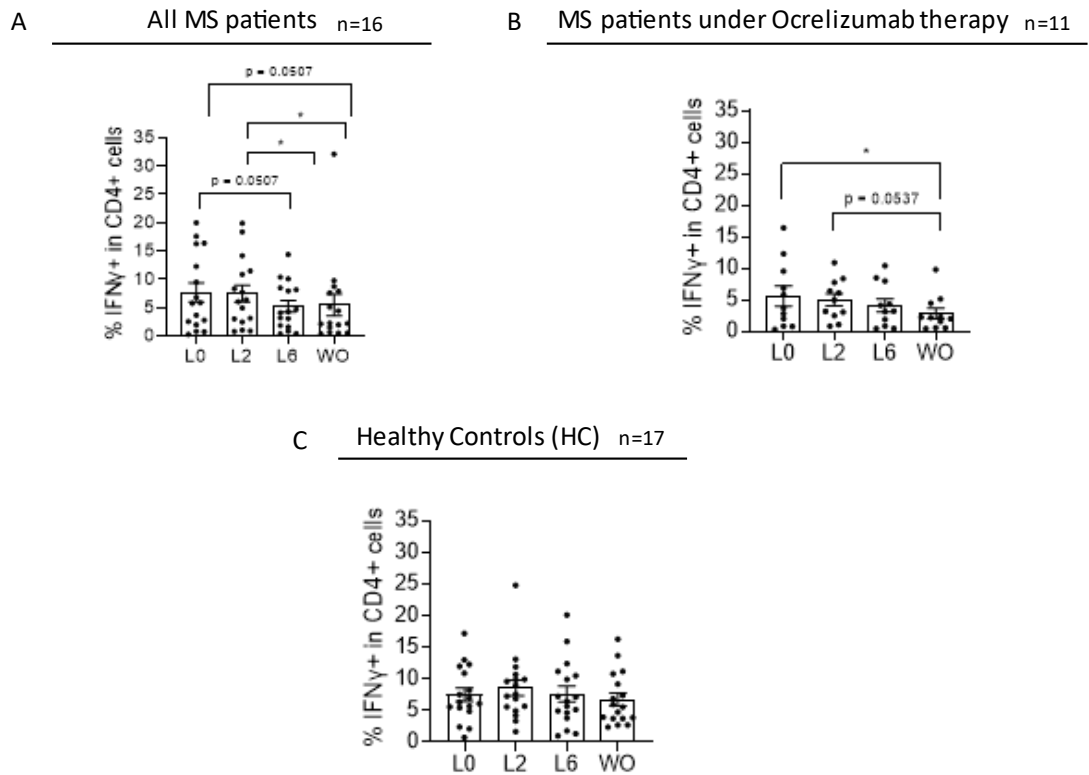 A All MS patients n=16
B MS patients under Ocrelizumab therapy n=11
p = 0.0507
*
*
p = 0.0507
% IFNγ+ in CD4+ cells
35
30
25
20
15
10
5
0
L0 L2 L6 WO
*
p = 0.0537
% IFNγ+ in CD4+ cells
35
30
25
20
15
10
5
0
L0 L2 L6 WO
C Healthy Controls (HC) n=17
% IFNγ+ in CD4+ cells
35
30
25
20
15
10
5
0
L0 L2 L6 WO